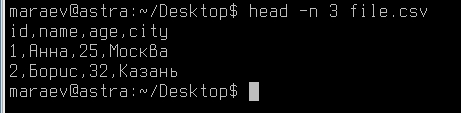 maraev@astra:~/Desktop$ head -n 3 file.csv
id,name,age,city
1,Анна,25,Москва
2,Борис,32,Казань
maraev@astra:~/Desktop$